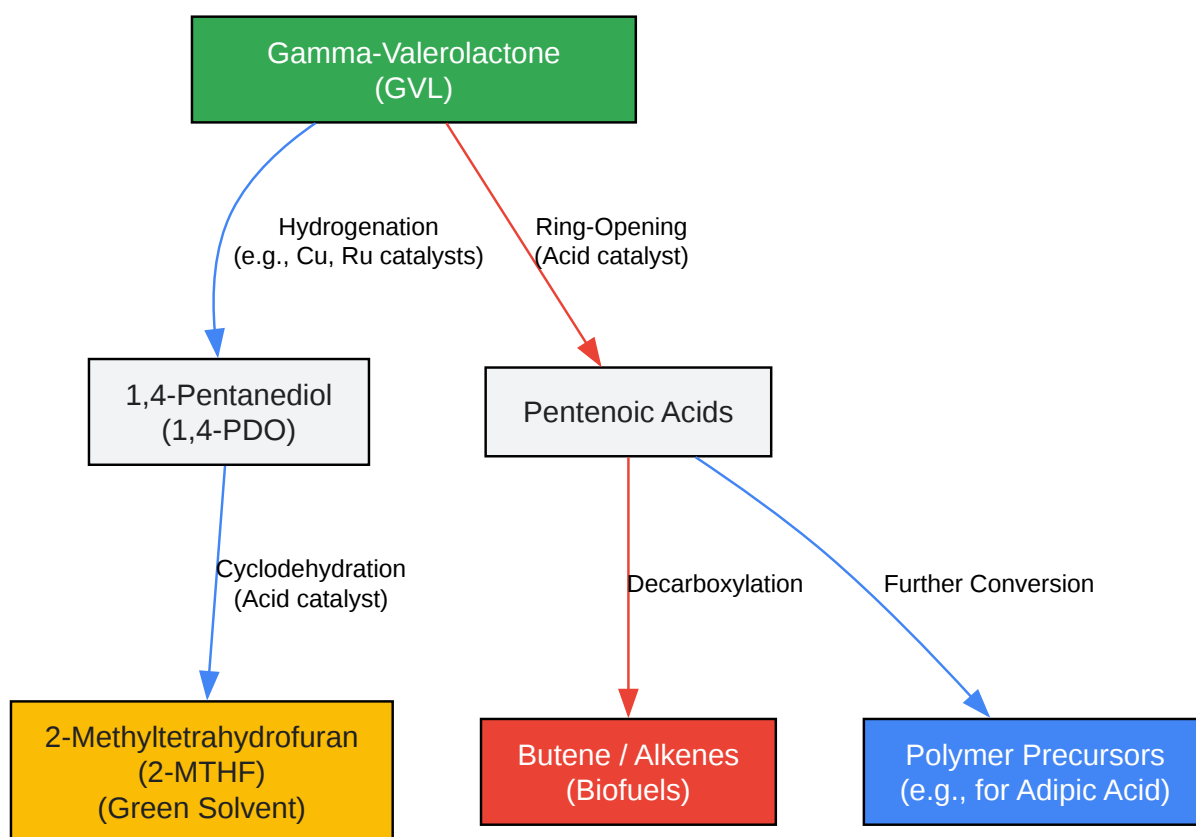 Gamma-Valerolactone
(GVL)
Hydrogenation
(e.g., Cu, Ru catalysts)
Ring-Opening
(Acid catalyst)
1,4-Pentanediol
(1,4-PDO)
Pentenoic Acids
Cyclodehydration
(Acid catalyst)
Decarboxylation
Further Conversion
2-Methyltetrahydrofuran
(2-MTHF)
(Green Solvent)
Butene / Alkenes
(Biofuels)
Polymer Precursors
(e.g., for Adipic Acid)